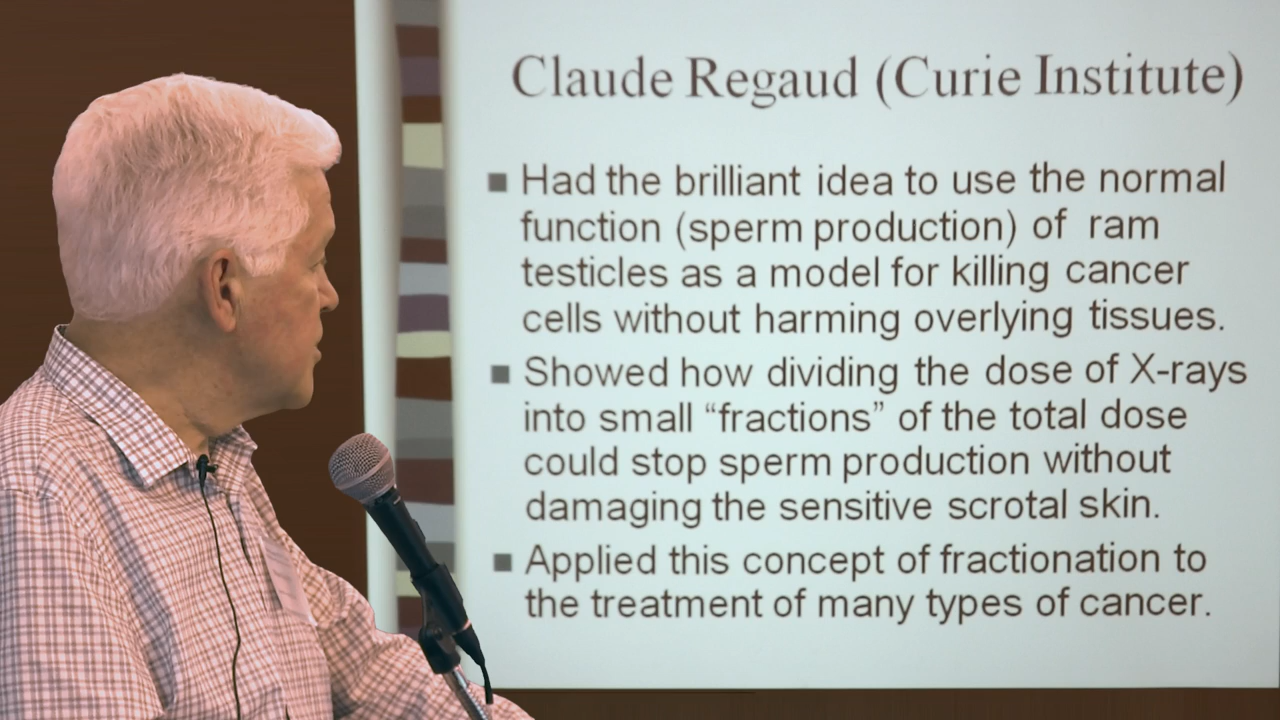 Claude Regaud (Curie Institute)
■ Had the brilliant idea to use the normal
function (sperm production) of ram
testicles as a model for killing cancer
cells without harming overlying tissues.
■ Showed how dividing the dose of X-rays
into small “fractions” of the total dose
could stop sperm production without
damaging the sensitive scrotal skin.
■ Applied this concept of fractionation to
the treatment of many types of cancer.